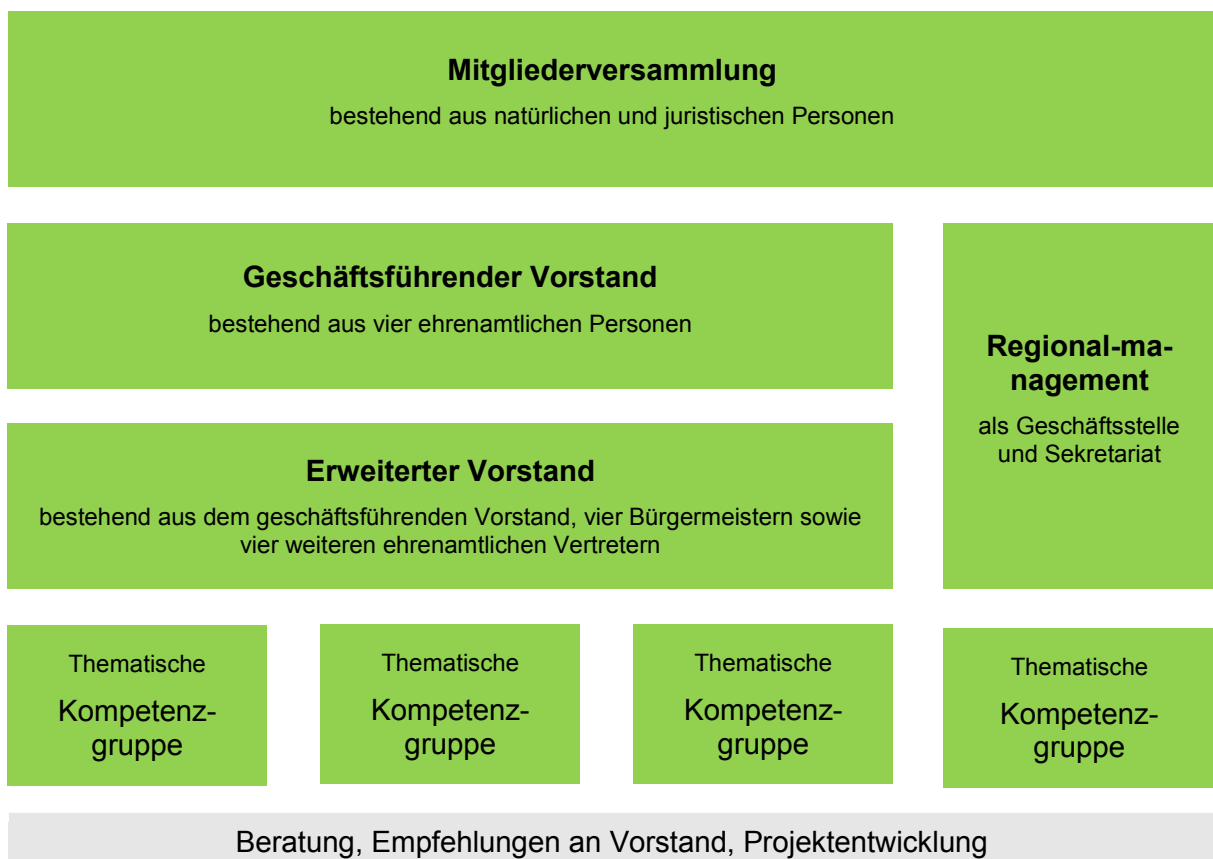 Mitgliederversammlung
bestehend aus natürlichen und juristischen Personen
Geschäftsführender Vorstand
bestehend aus vier ehrenamtlichen Personen
Regional-ma-
nagement
als Geschäftsstelle
und Sekretariat
Erweiterter Vorstand
bestehend aus dem geschäftsführenden Vorstand, vier Bürgermeistern sowie
vier weiteren ehrenamtlichen Vertretern
Thematische
Kompetenz-
gruppe
Thematische
Kompetenz-
gruppe
Thematische
Kompetenz-
gruppe
Thematische
Kompetenz-
gruppe
Beratung, Empfehlungen an Vorstand, Projektentwicklung